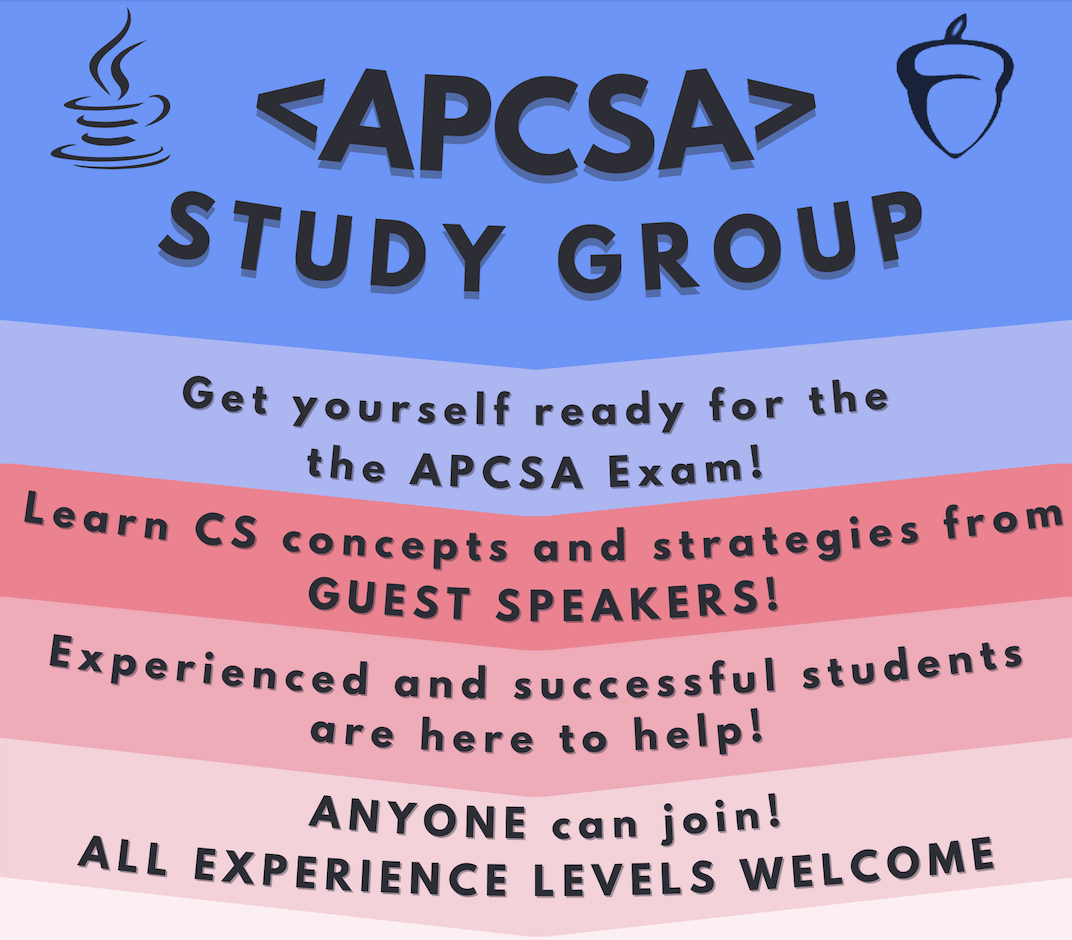 <APCSA>
STUDY GROUP
Get yourself ready for the
the APCSA Exam!
Learn CS concepts and strategies from
GUEST SPEAKERS!
Experienced and successful students
are here to help!
ANYONE can join!
ALL EXPERIENCE LEVELS WELCOME